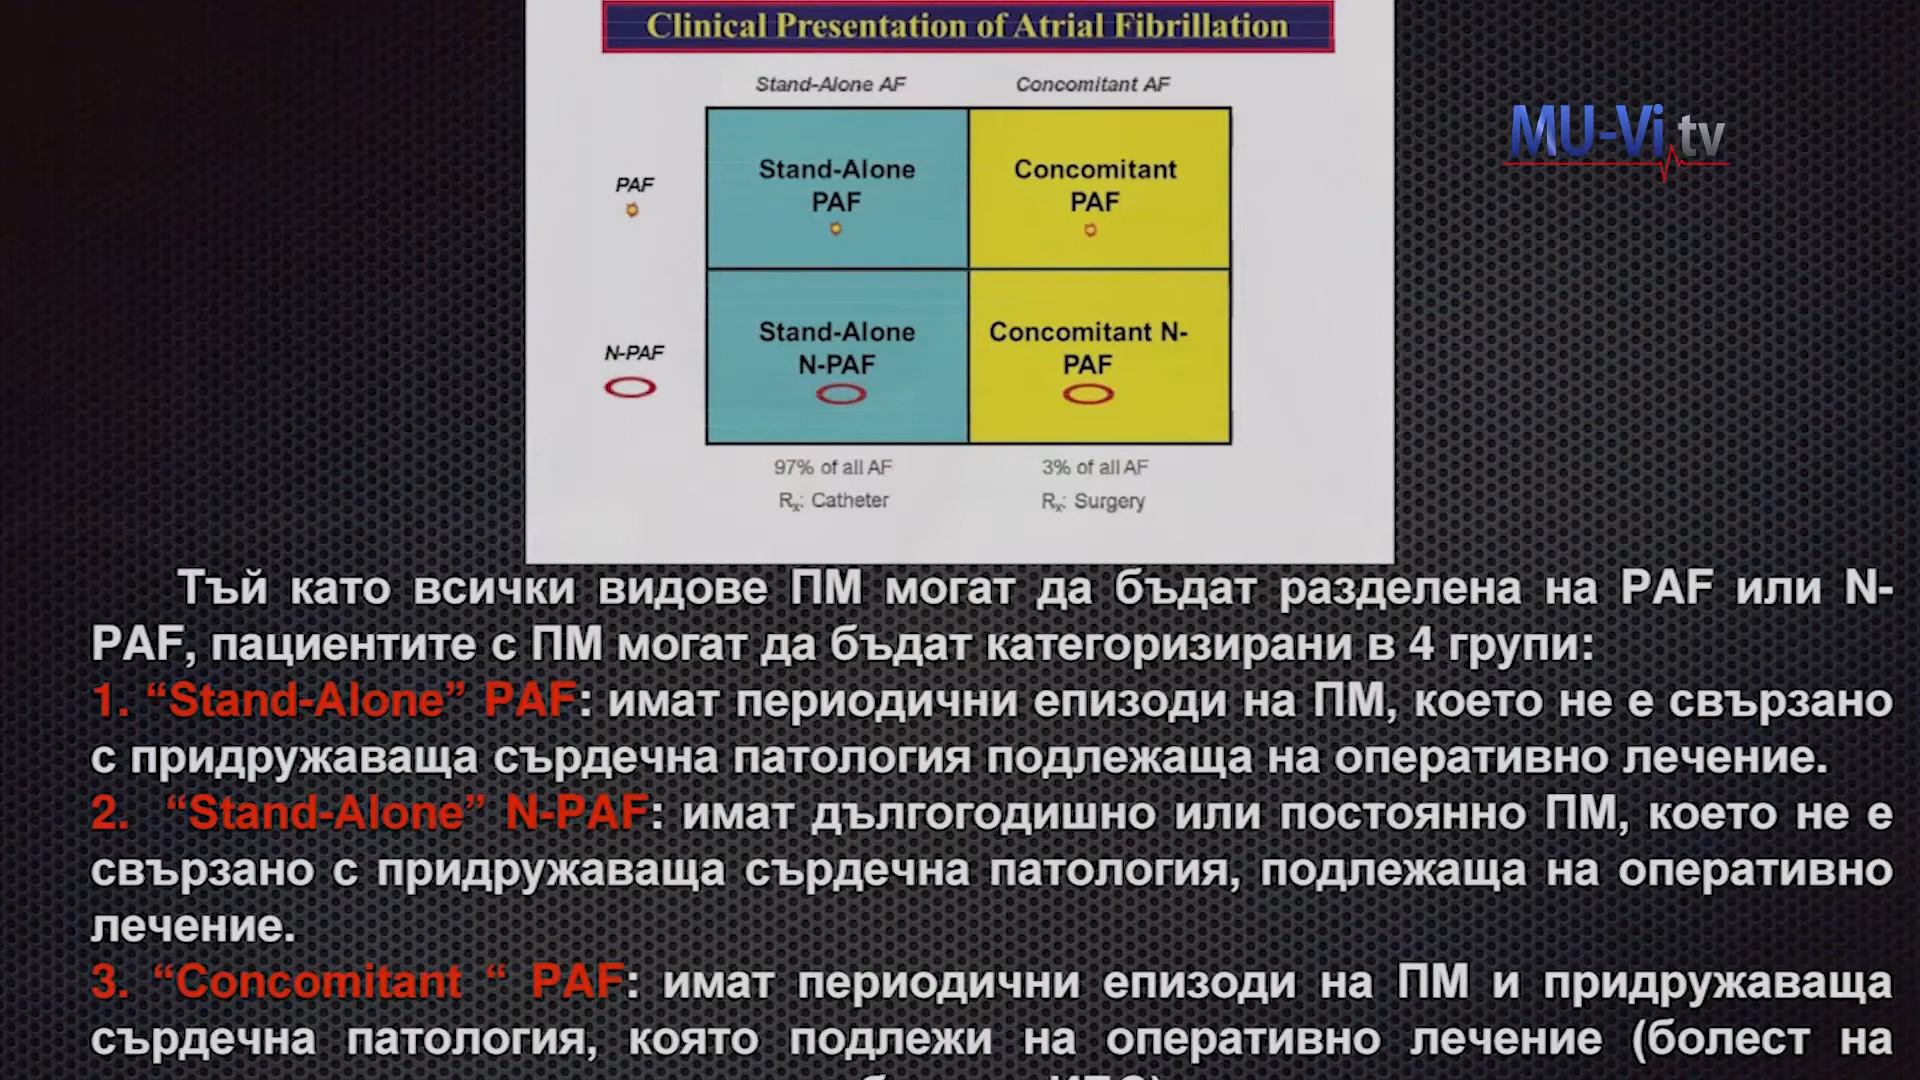 Clinical Presentation of Atrial Fibrillation
Stand-Alone AF
Concomitant AF
MU-Vi.tv
PAF
Stand-Alone
PAF
Concomitant
PAF
N-PAF
Stand-Alone
N-PAF
Concomitant N-
PAF
97% of all AF
3% of all AF
Rx: Catheter
Rx: Surgery
Тъй като всички видове ПМ могат да бъдат разделена на PAF или N-
PAF, пациентите с ПМ могат да бъдат категоризирани в 4 групи:
1. “Stand-Alone” PAF: имат периодични епизоди на ПМ, което не е свързано
с придружаваща сърдечна патология подлежаща на оперативно лечение.
2. “Stand-Alone” N-PAF: имат дългогодишно или постоянно ПМ, което не е
свързано с придружаваща сърдечна патология, подлежаща на оперативно
лечение.
3. “Concomitant “ PAF: имат периодични епизоди на ПМ и придружаваща
сърдечна патология, която подлежи на оперативно лечение (болест на